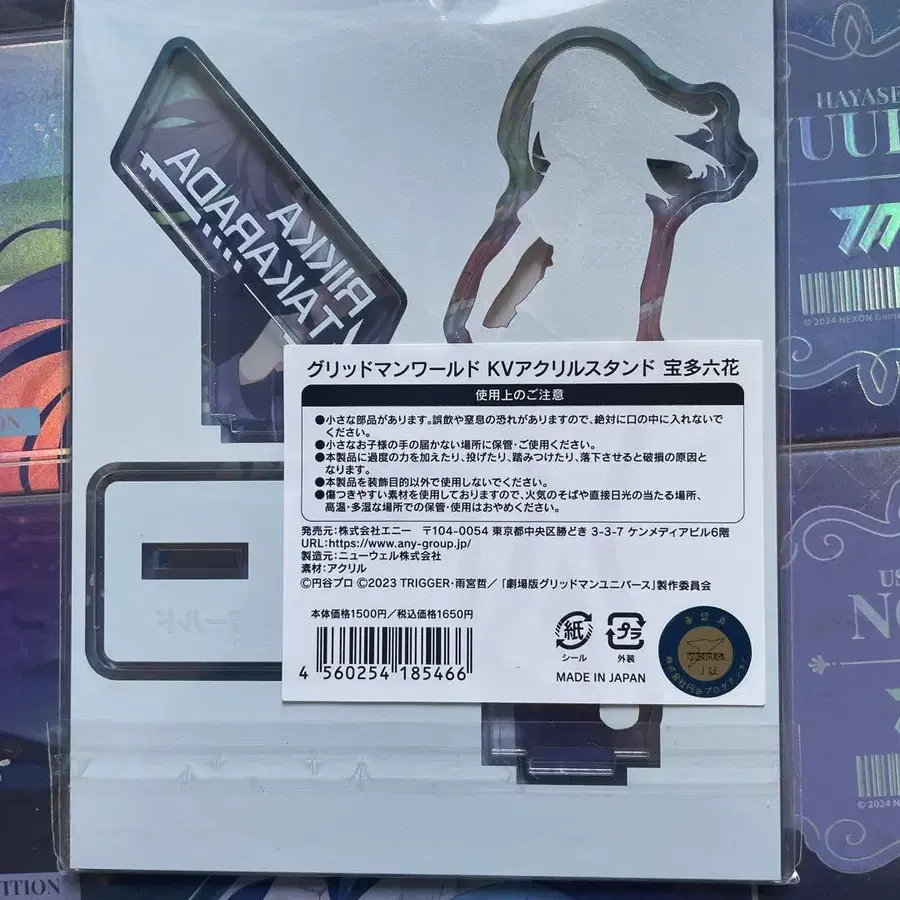 RIKKA
TAKARADA
グリッドマンワールド KVアクリルスタンド 宝多六花
使用上のご注意
●小さな部品があります。誤飲や窒息の恐れがありますので、絶対に口の中に入れないで
ください。
●小さなお子様の手の届かない場所に保管・ご使用ください。
●本製品に過度の力を加えたり、投げたり、踏みつけたり、落下させると破損の原因と
なります。
●本製品を装飾目的以外で使用しないでください。
●傷つきやすい素材を使用しておりますので、火気のそばや直接日光の当たる場所、
高温・多湿な場所での保管・使用はおやめください。
発売元:株式会社エニー 〒104-0054 東京都中央区勝どき 3-3-7 ケンメディアビル6階
URL:https://www.any-group.jp/
製造元:ニューウェル株式会社
素材:アクリル
Ⓒ円谷プロ Ⓒ2023 TRIGGER・雨宮哲/「劇場版グリッドマンユニバース」製作委員会
本体価格1500円/税込価格1650円
4 560254 185466
紙
シール
プラ
外装
MADE IN JAPAN
TSUBURAYA
ールド
HAYASE
© 2024 NEXON Game
US
© 2024 N
ITION